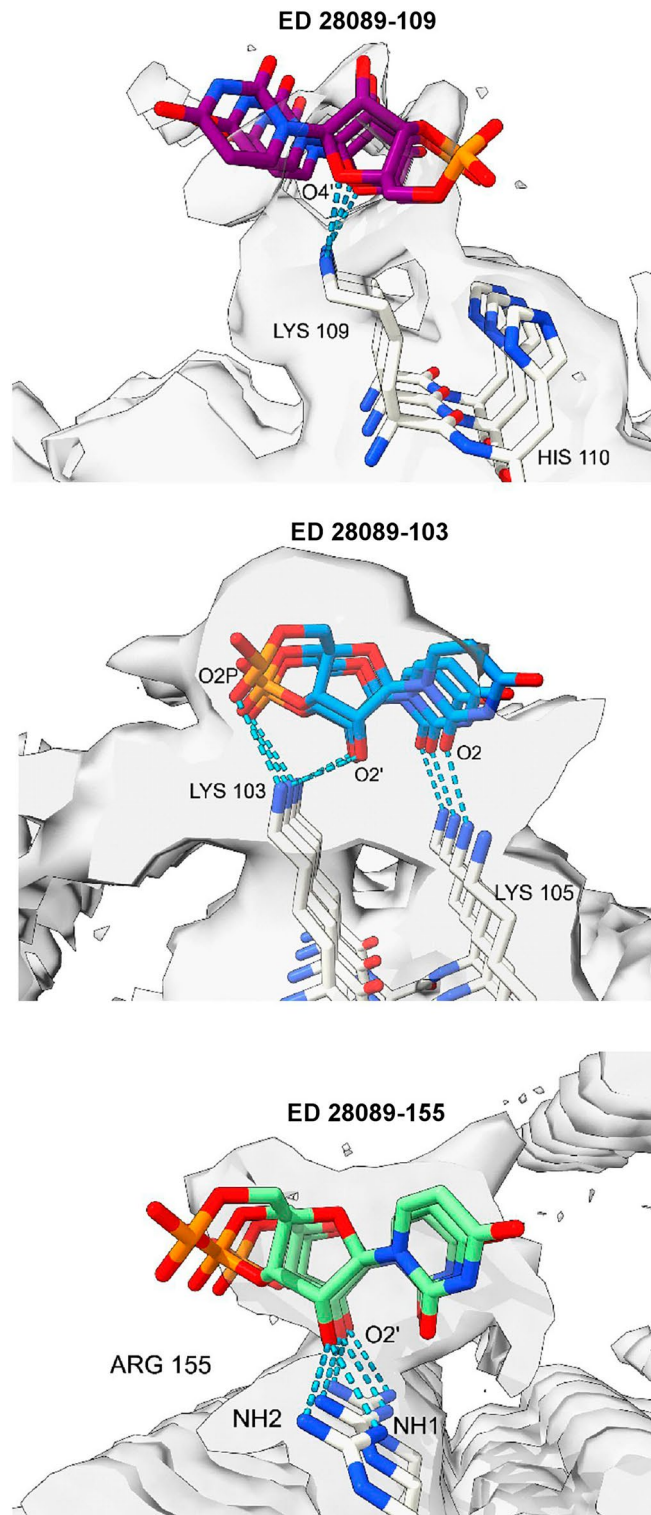 ED 28089-109
O4'
LYS 109
HIS 110
ED 28089-103
O2P
O2
O2'
LYS 103
LYS 105
ED 28089-155
O2'
ARG 155
NH2
NH1